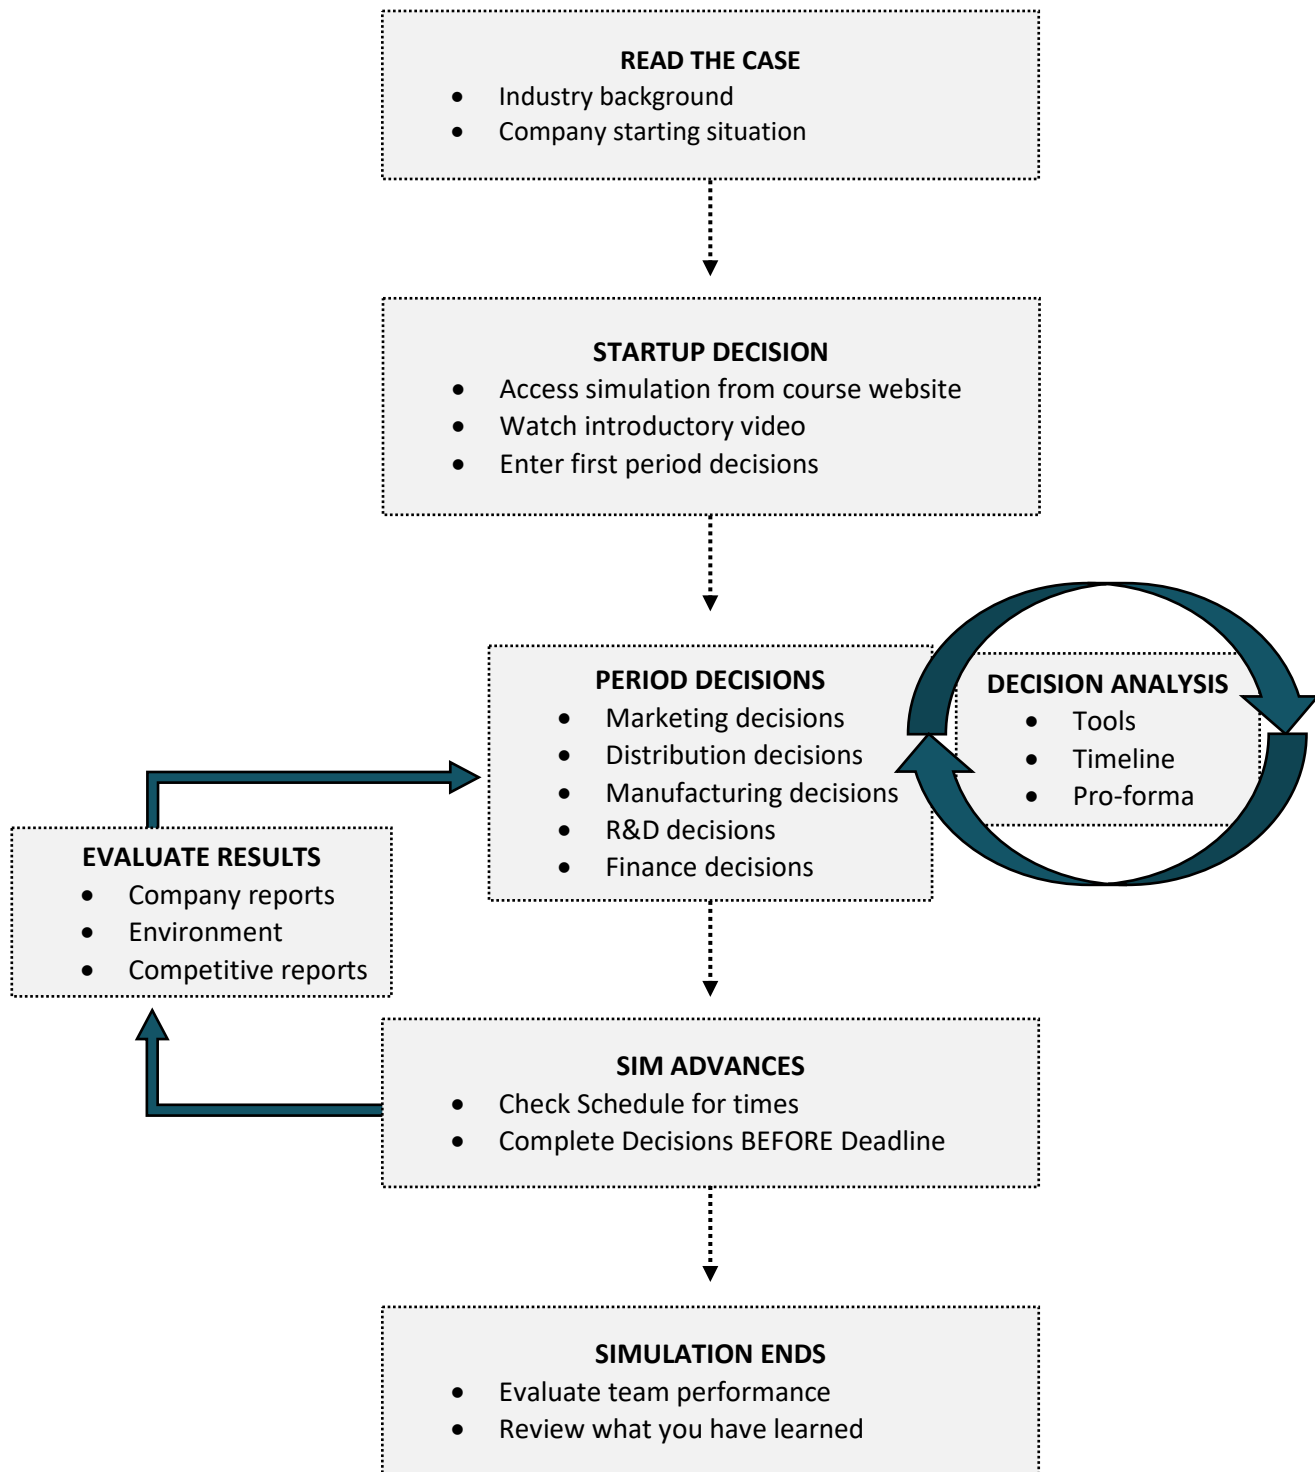 READ THE CASE
• Industry background
• Company starting situation
STARTUP DECISION
• Access simulation from course website
• Watch introductory video
• Enter first period decisions
PERIOD DECISIONS
• Marketing decisions
• Distribution decisions
• Manufacturing decisions
• R&D decisions
• Finance decisions
DECISION ANALYSIS
• Tools
• Timeline
• Pro-forma
EVALUATE RESULTS
• Company reports
• Environment
• Competitive reports
SIM ADVANCES
• Check Schedule for times
• Complete Decisions BEFORE Deadline
SIMULATION ENDS
• Evaluate team performance
• Review what you have learned